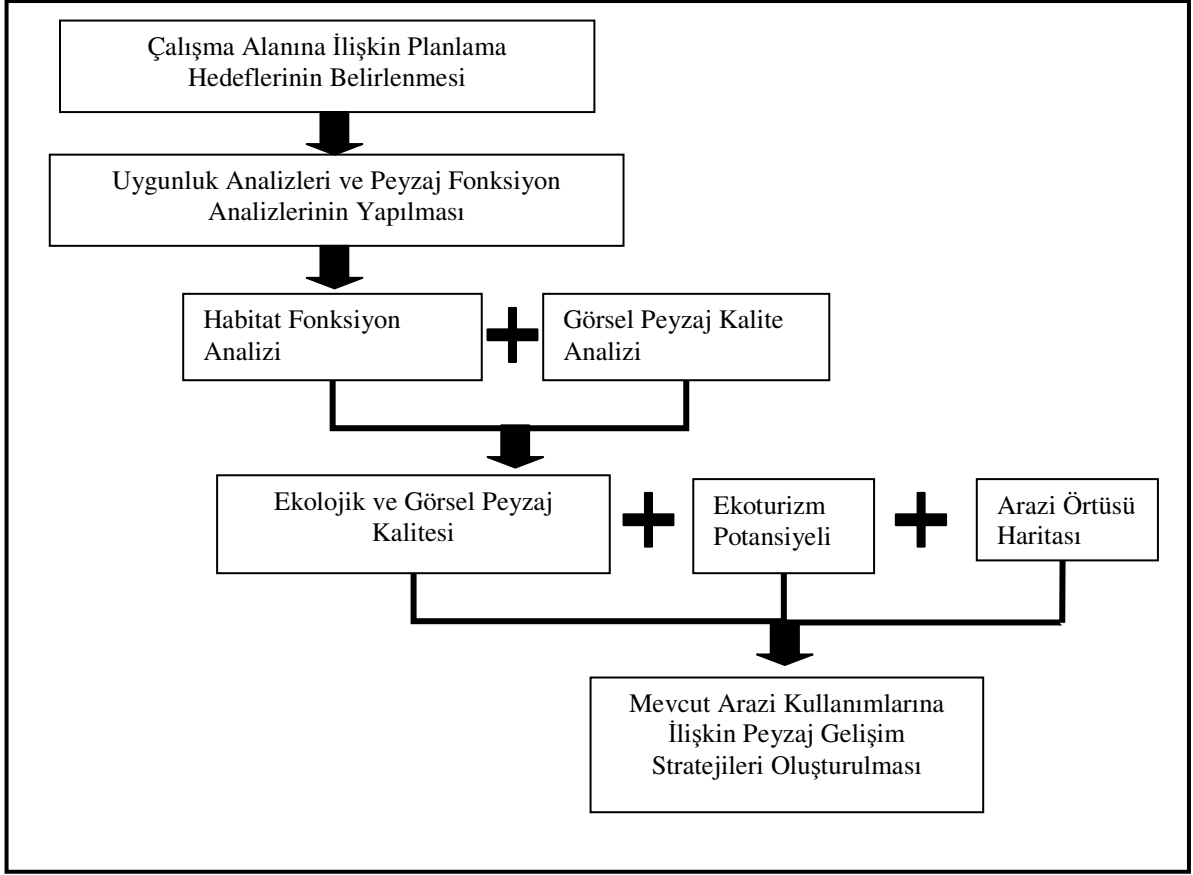 Çalışma Alanına İlişkin Planlama
Hedeflerinin Belirlenmesi
Uygunluk Analizleri ve Peyzaj Fonksiyon
Analizlerinin Yapılması
Habitat Fonksiyon
Analizi
Görsel Peyzaj Kalite
Analizi
Ekolojik ve Görsel Peyzaj
Kalitesi
Ekoturizm
Potansiyeli
Arazi Örtüsü
Haritası
Mevcut Arazi Kullanımlarına
İlişkin Peyzaj Gelişim
Stratejileri Oluşturulması